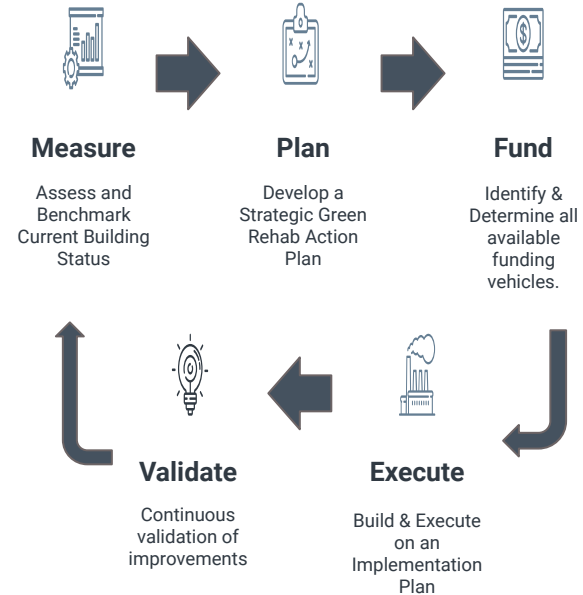 Measure
Assess and
Benchmark
Current Building
Status
Plan
Develop a
Strategic Green
Rehab Action
Plan
$
Fund
Identify &
Determine all
available
funding
vehicles.
Validate
Continuous
validation of
improvements
Execute
Build & Execute
on an
Implementation
Plan